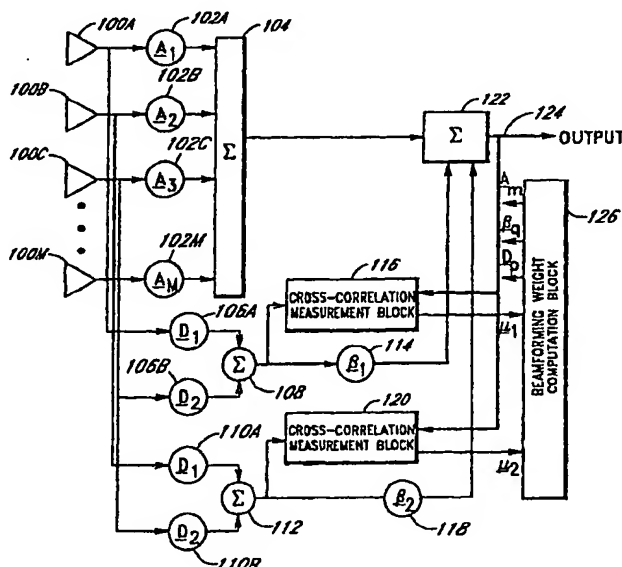 100A
102A
104
A1
100B
102B
122
124
A2
Σ
OUTPUT
100C
102C
Σ
A3
Am
126
βq
100M
102M
116
Dp
AM
106A
CROSS-CORRELATION
MEASUREMENT BLOCK
μ1
BEAMFORMING WEIGHT
COMPUTATION BLOCK
D1
114
106B
Σ
β1
D2
108
120
110A
CROSS-CORRELATION
MEASUREMENT BLOCK
μ2
D1
Σ
β2
D2
112
118
110B